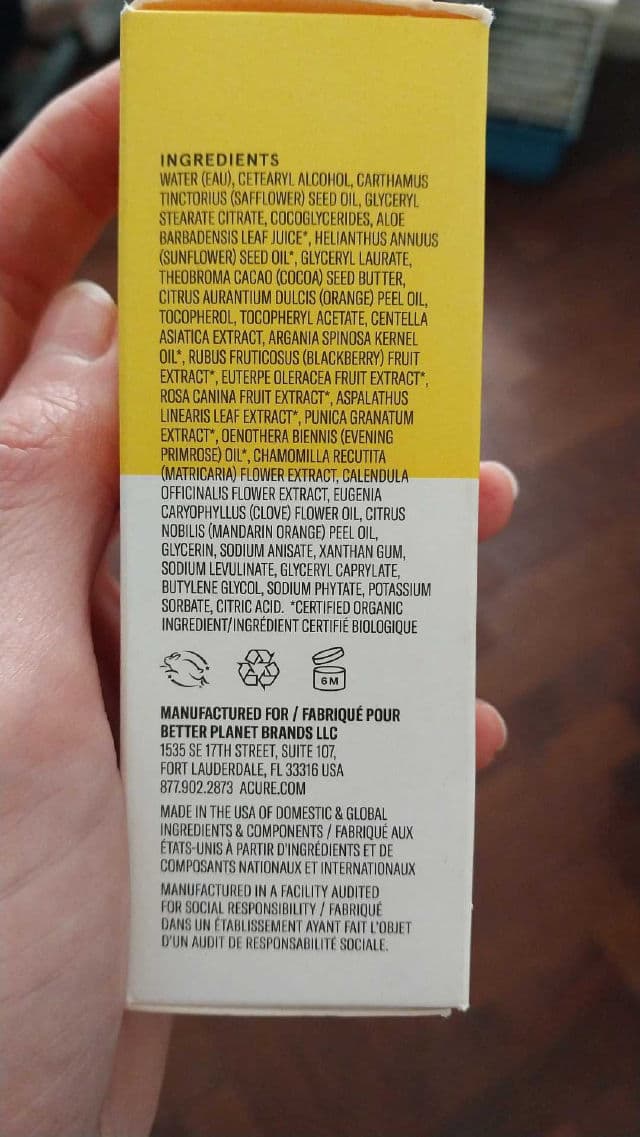 INGREDIENTS
WATER (EAU), CETEARYL ALCOHOL, CARTHAMUS
TINCTORIUS (SAFFLOWER) SEED OIL, GLYCERYL
STEARATE CITRATE, COCOGLYCERIDES, ALOE
BARBADENSIS LEAF JUICE*, HELIANTHUS ANNUUS
(SUNFLOWER) SEED OIL*, GLYCERYL LAURATE,
THEOBROMA CACAO (COCOA) SEED BUTTER,
CITRUS AURANTIUM DULCIS (ORANGE) PEEL OIL,
TOCOPHEROL, TOCOPHERYL ACETATE, CENTELLA
ASIATICA EXTRACT, ARGANIA SPINOSA KERNEL
OIL*, RUBUS FRUTICOSUS (BLACKBERRY) FRUIT
EXTRACT*, EUTERPE OLERACEA FRUIT EXTRACT*,
ROSA CANINA FRUIT EXTRACT*, ASPALATHUS
LINEARIS LEAF EXTRACT*, PUNICA GRANATUM
EXTRACT*, OENOTHERA BIENNIS (EVENING
PRIMROSE) OIL*, CHAMOMILLA RECUTITA
(MATRICARIA) FLOWER EXTRACT, CALENDULA
OFFICINALIS FLOWER EXTRACT, EUGENIA
CARYOPHYLLUS (CLOVE) FLOWER OIL, CITRUS
NOBILIS (MANDARIN ORANGE) PEEL OIL,
GLYCERIN, SODIUM ANISATE, XANTHAN GUM,
SODIUM LEVULINATE, GLYCERYL CAPRYLATE,
BUTYLENE GLYCOL, SODIUM PHYTATE, POTASSIUM
SORBATE, CITRIC ACID. *CERTIFIED ORGANIC
INGREDIENT/INGRÉDIENT CERTIFIÉ BIOLOGIQUE
6M
MANUFACTURED FOR / FABRIQUÉ POUR
BETTER PLANET BRANDS LLC
1535 SE 17TH STREET, SUITE 107,
FORT LAUDERDALE, FL 33316 USA
877.902.2873 ACURE.COM
MADE IN THE USA OF DOMESTIC & GLOBAL
INGREDIENTS & COMPONENTS / FABRIQUÉ AUX
ÉTATS-UNIS À PARTIR D'INGRÉDIENTS ET DE
COMPOSANTS NATIONAUX ET INTERNATIONAUX
MANUFACTURED IN A FACILITY AUDITED
FOR SOCIAL RESPONSIBILITY / FABRIQUÉ
DANS UN ÉTABLISSEMENT AYANT FAIT L'OBJET
D'UN AUDIT DE RESPONSABILITÉ SOCIALE.